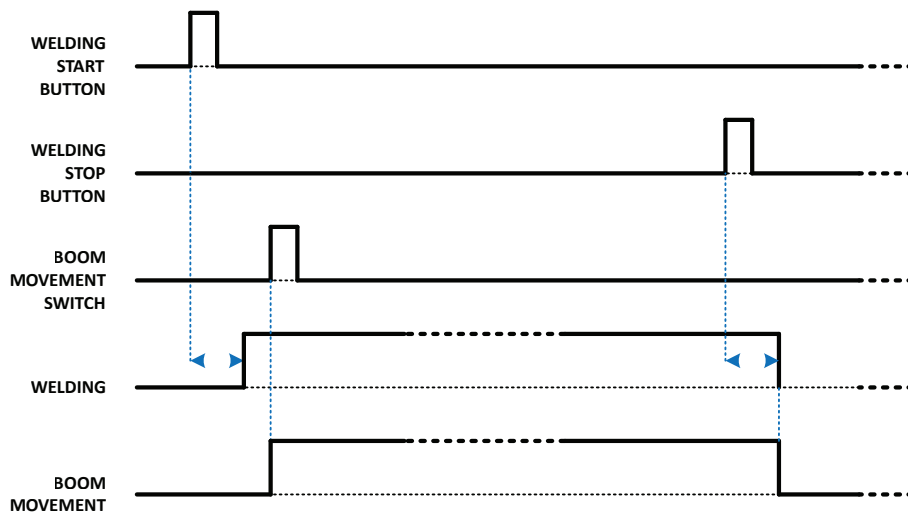 WELDING
START
BUTTON
WELDING
STOP
BUTTON
BOOM
MOVEMENT
SWITCH
WELDING
BOOM
MOVEMENT